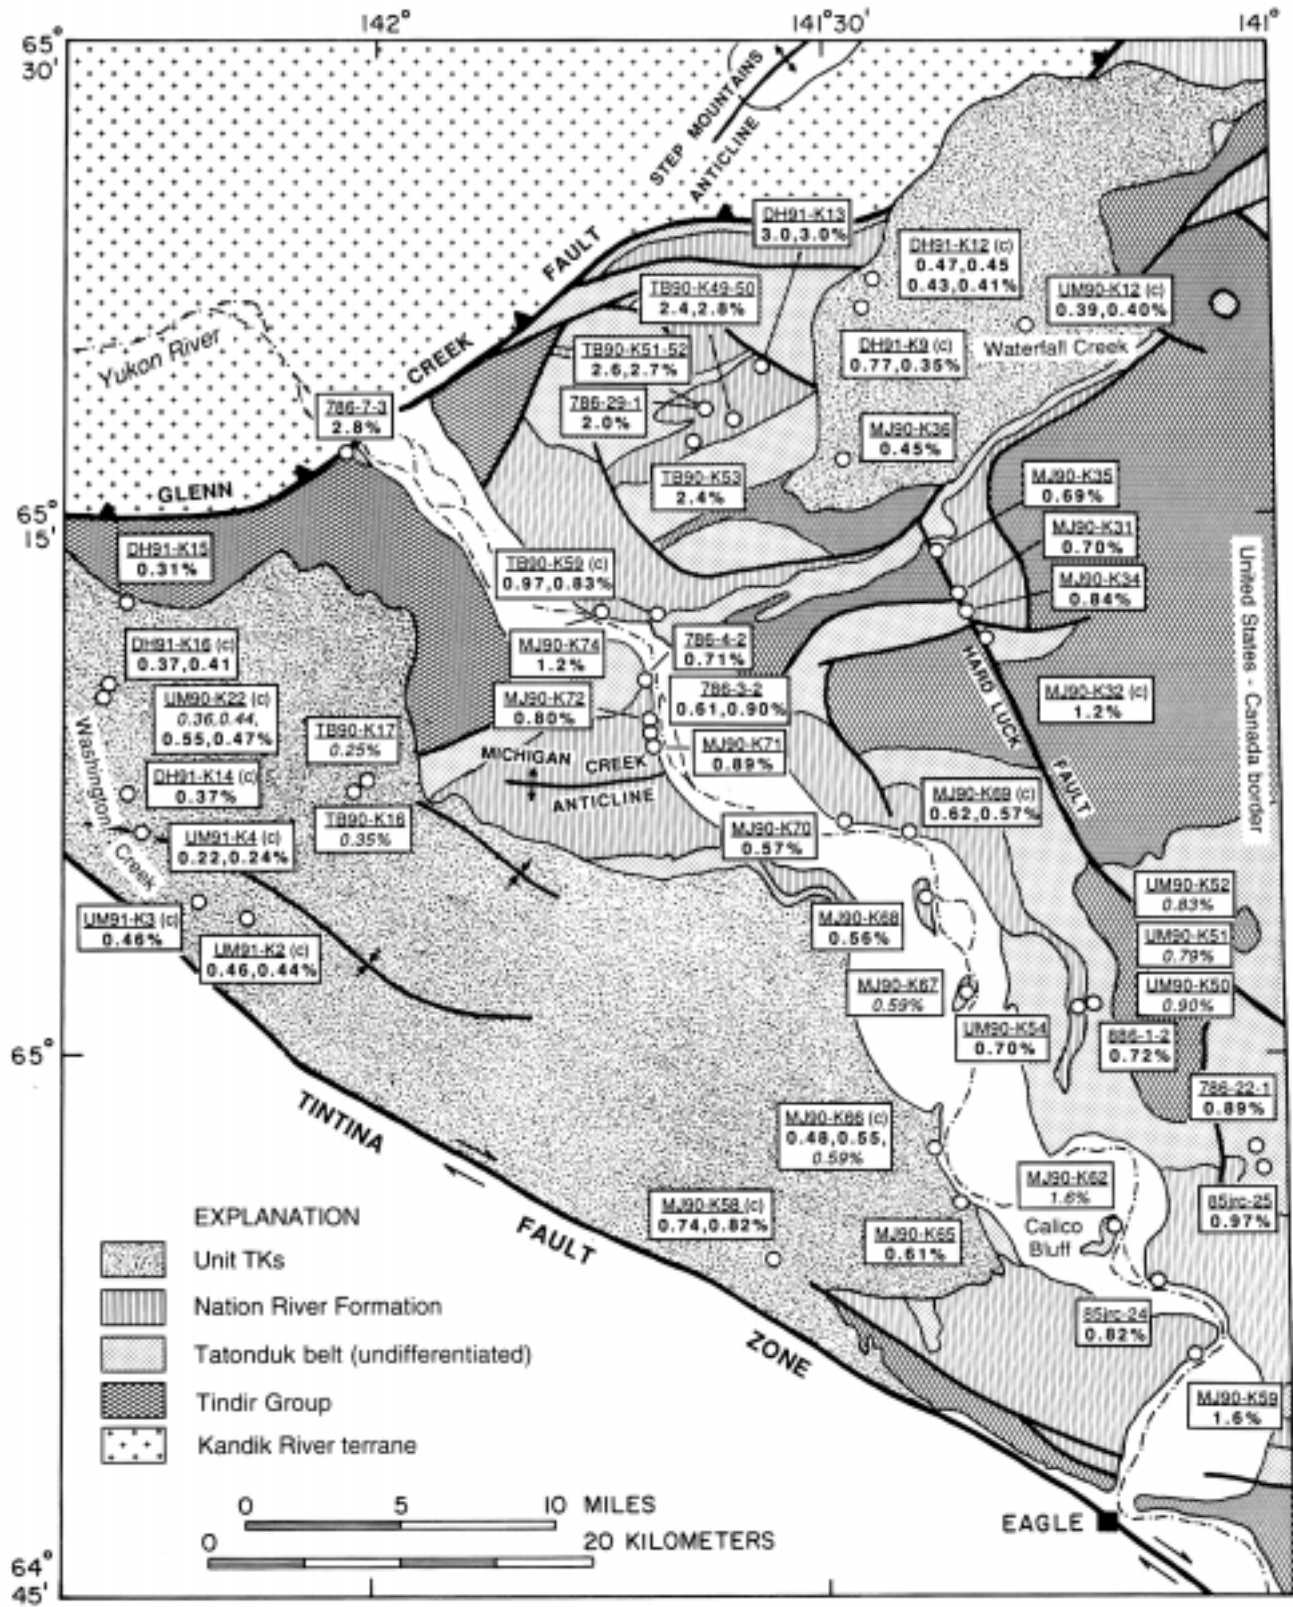 142°
141°30'
141°
65°
30'
STEP MOUNTAINS
ANTICLINE
DH91-K13
3.0,3.0%
DH91-K12 (c)
0.47,0.45
0.43,0.41%
UM90-K12 (c)
0.39,0.40%
FAULT
TB90-K49-50
2.4,2.8%
Yukon River
CREEK
TB90-K51-52
2.6,2.7%
DH91-K9 (c)
0.77,0.35%
Waterfall Creek
786-7-3
2.8%
786-29-1
2.0%
MJ90-K36
0.45%
GLENN
TB90-K53
2.4%
MJ90-K35
0.69%
65°
15'
MJ90-K31
0.70%
DH91-K15
0.31%
TB90-K59 (c)
0.97,0.83%
MJ90-K34
0.84%
United States - Canada border
DH91-K16 (c)
0.37,0.41
MJ90-K74
1.2%
786-4-2
0.71%
HARD LUCK
FAULT
UM90-K22 (c)
0.36,0.44,
0.55,0.47%
MJ90-K72
0.80%
786-3-2
0.61,0.90%
MJ90-K32 (c)
1.2%
Washington Creek
TB90-K17
0.25%
MJ90-K71
0.89%
MICHIGAN CREEK
ANTICLINE
DH91-K14 (c)
0.37%
TB90-K16
0.35%
MJ90-K69 (c)
0.62,0.57%
UM91-K4 (c)
0.22,0.24%
MJ90-K70
0.57%
UM90-K52
0.83%
UM91-K3 (c)
0.46%
MJ90-K68
0.56%
UM90-K51
0.79%
UM91-K2 (c)
0.46,0.44%
MJ90-K67
0.59%
UM90-K50
0.90%
65°
UM90-K54
0.70%
886-1-2
0.72%
786-22-1
0.89%
TINTINA
FAULT
ZONE
MJ90-K66 (c)
0.48,0.55,
0.59%
MJ90-K62
1.6%
MJ90-K58 (c)
0.74,0.82%
85jrc-25
0.97%
MJ90-K65
0.61%
Calico
Bluff
85jrc-24
0.82%
MJ90-K59
1.6%
EXPLANATION
Unit TKs
Nation River Formation
Tatonduk belt (undifferentiated)
Tindir Group
Kandik River terrane
0 5 10 MILES
0 20 KILOMETERS
EAGLE
64°
45'